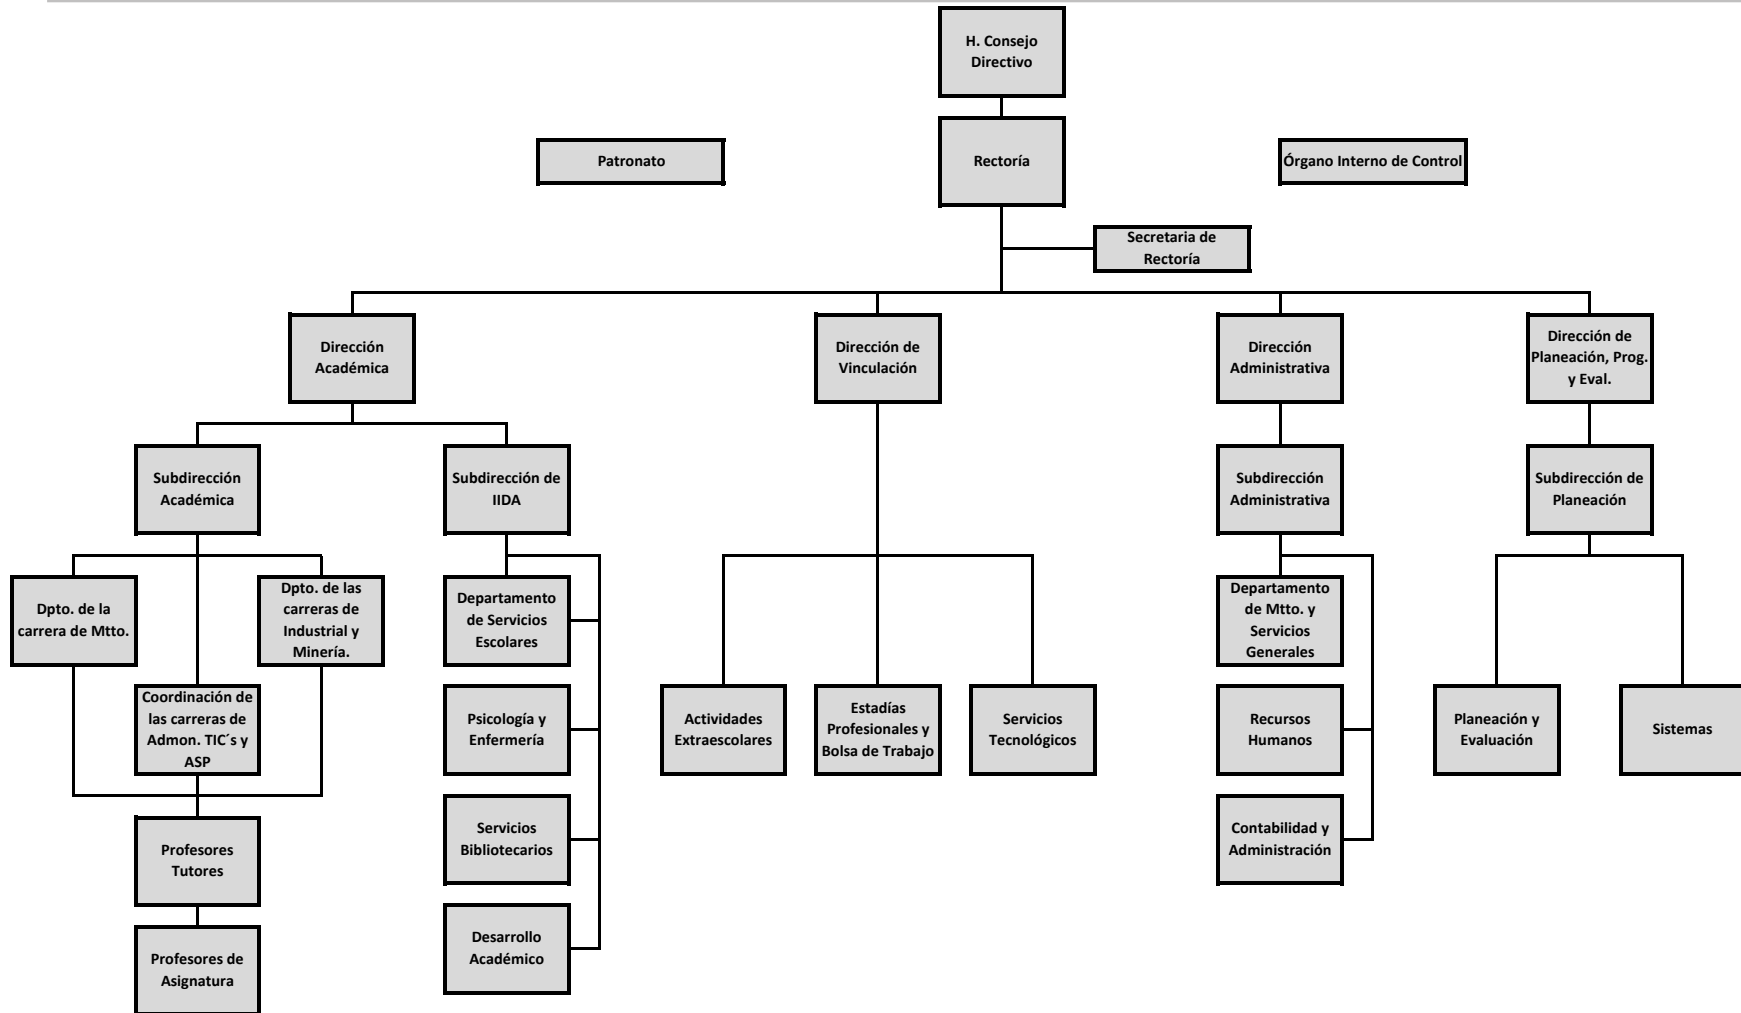 H. Consejo
Directivo
Patronato
Rectoría
Órgano Interno de Control
Secretaria de
Rectoría
Dirección
Académica
Dirección de
Vinculación
Dirección
Administrativa
Dirección de
Planeación, Prog.
y Eval.
Subdirección
Académica
Subdirección de
IIDA
Subdirección
Administrativa
Subdirección de
Planeación
Dpto. de la
carrera de Mtto.
Dpto. de las
carreras de
Industrial y
Minería.
Departamento
de Servicios
Escolares
Departamento
de Mtto. y
Servicios
Generales
Coordinación de
las carreras de
Admon. TIC´s y
ASP
Psicología y
Enfermería
Actividades
Extraescolares
Estadías
Profesionales y
Bolsa de Trabajo
Servicios
Tecnológicos
Recursos
Humanos
Planeación y
Evaluación
Sistemas
Profesores
Tutores
Servicios
Bibliotecarios
Contabilidad y
Administración
Profesores de
Asignatura
Desarrollo
Académico